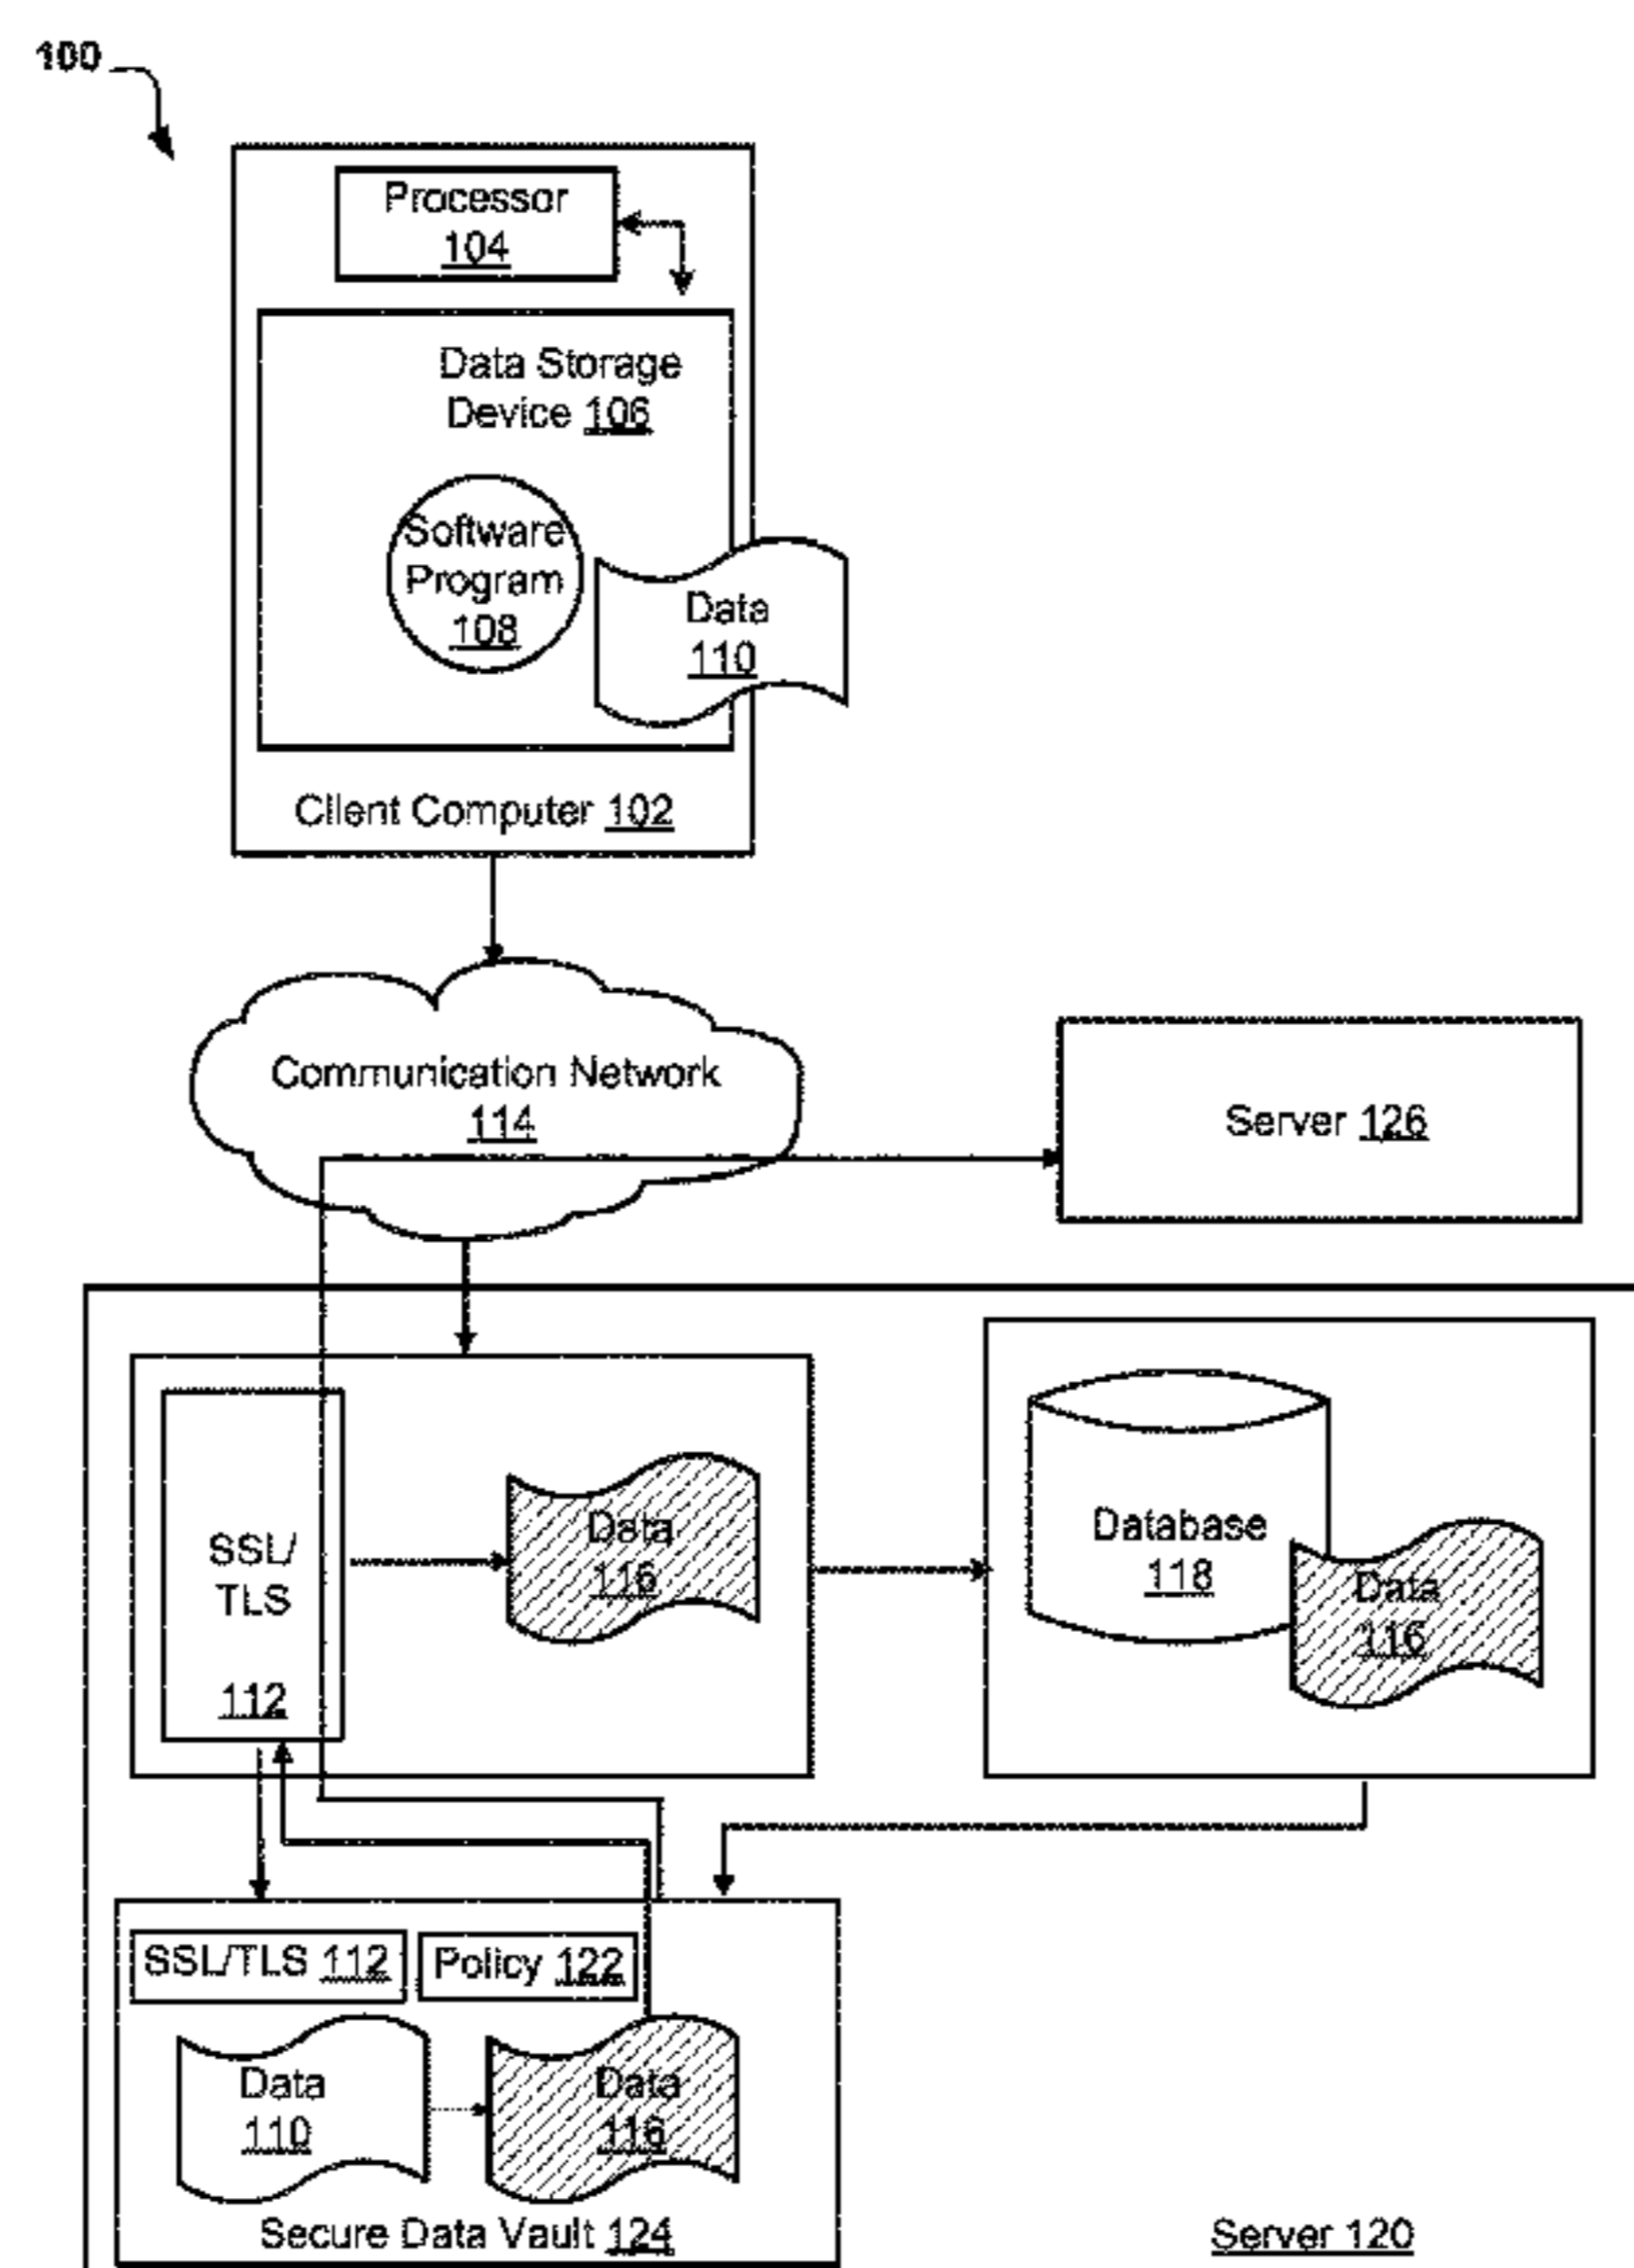 100
Processor
104
Data Storage
Device 106
Software
Program
108
Data
110
Client Computer 102
Communication Network
114
Server 126
SSL/
TLS
112
Data
116
Database
118
Data
116
SSL/TLS 112
Policy 122
Data
110
Data
116
Secure Data Vault 124
Server 120